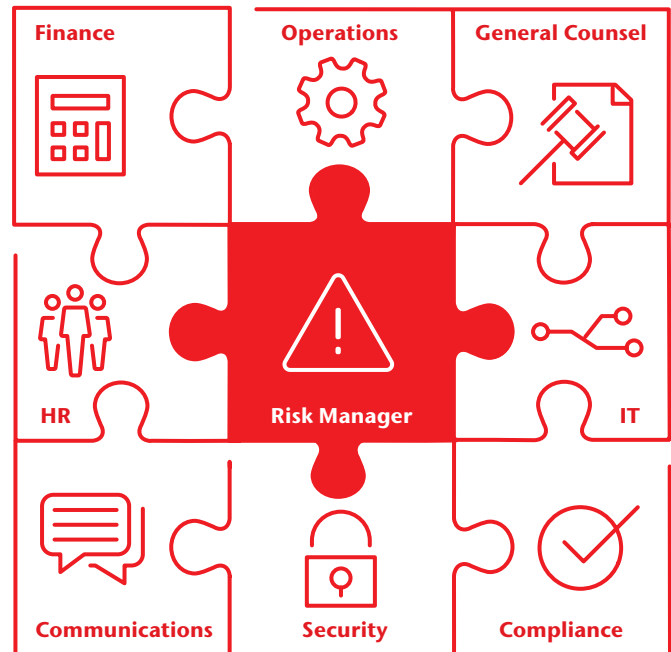 Finance
Operations
General Counsel
HR
Risk Manager
IT
Communications
Security
Compliance